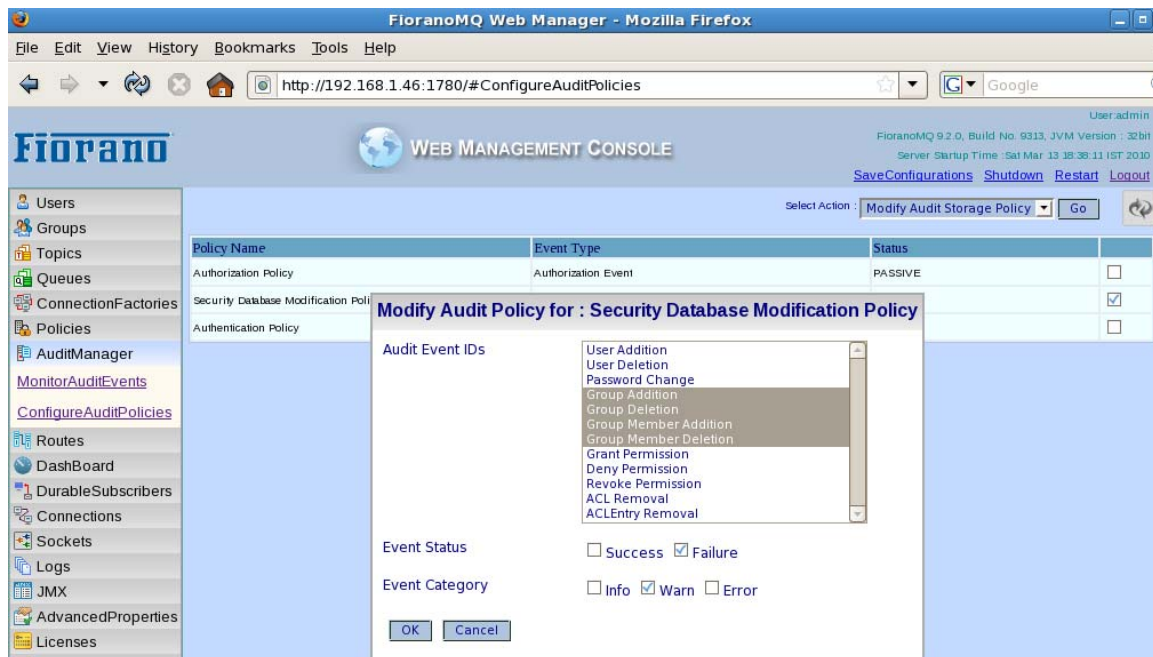 FioranoMQ Web Manager - Mozilla Firefox
File Edit View History Bookmarks Tools Help
http://192.168.1.46:1780/#ConfigureAuditPolicies
G Google
Fiorano
WEB MANAGEMENT CONSOLE
User:admin
FioranoMQ 9.2.0, Build No. 9313, JVM Version : 32bit
Server Startup Time :Sat Mar 13 18:38:11 IST 2010
SaveConfigurations Shutdown Restart Logout
Select Action : Modify Audit Storage Policy Go
Users
Groups
Topics
Queues
ConnectionFactories
Policies
AuditManager
MonitorAuditEvents
ConfigureAuditPolicies
Routes
DashBoard
DurableSubscribers
Connections
Sockets
Logs
JMX
AdvancedProperties
Licenses
Policy Name Event Type Status
Authorization Policy Authorization Event PASSIVE
Security Database Modification Poli
Authentication Policy
Modify Audit Policy for : Security Database Modification Policy
Audit Event IDs
User Addition
User Deletion
Password Change
Group Addition
Group Deletion
Group Member Addition
Group Member Deletion
Grant Permission
Deny Permission
Revoke Permission
ACL Removal
ACLEntry Removal
Event Status Success Failure
Event Category Info Warn Error
OK Cancel